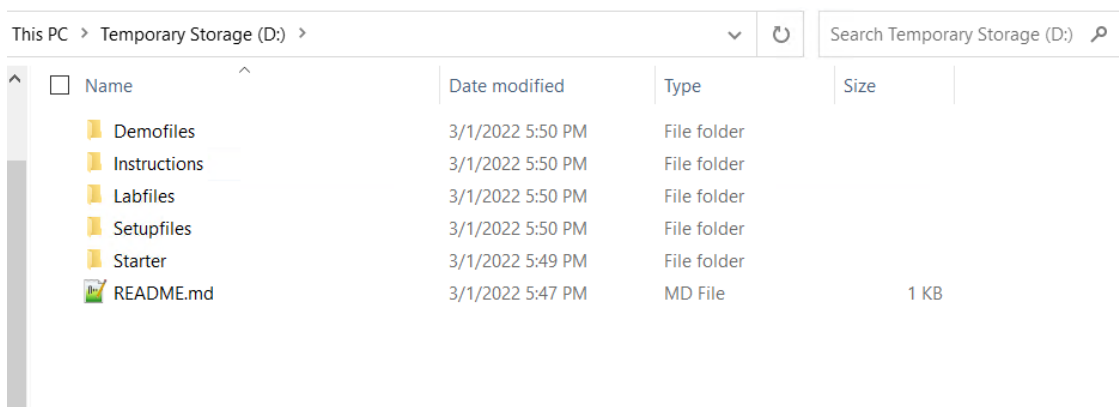 This PC > Temporary Storage (D:) > Search Temporary Storage (D:)
Name Date modified Type Size
Demofiles 3/1/2022 5:50 PM File folder
Instructions 3/1/2022 5:50 PM File folder
Labfiles 3/1/2022 5:50 PM File folder
Setupfiles 3/1/2022 5:50 PM File folder
Starter 3/1/2022 5:49 PM File folder
README.md 3/1/2022 5:47 PM MD File 1 KB